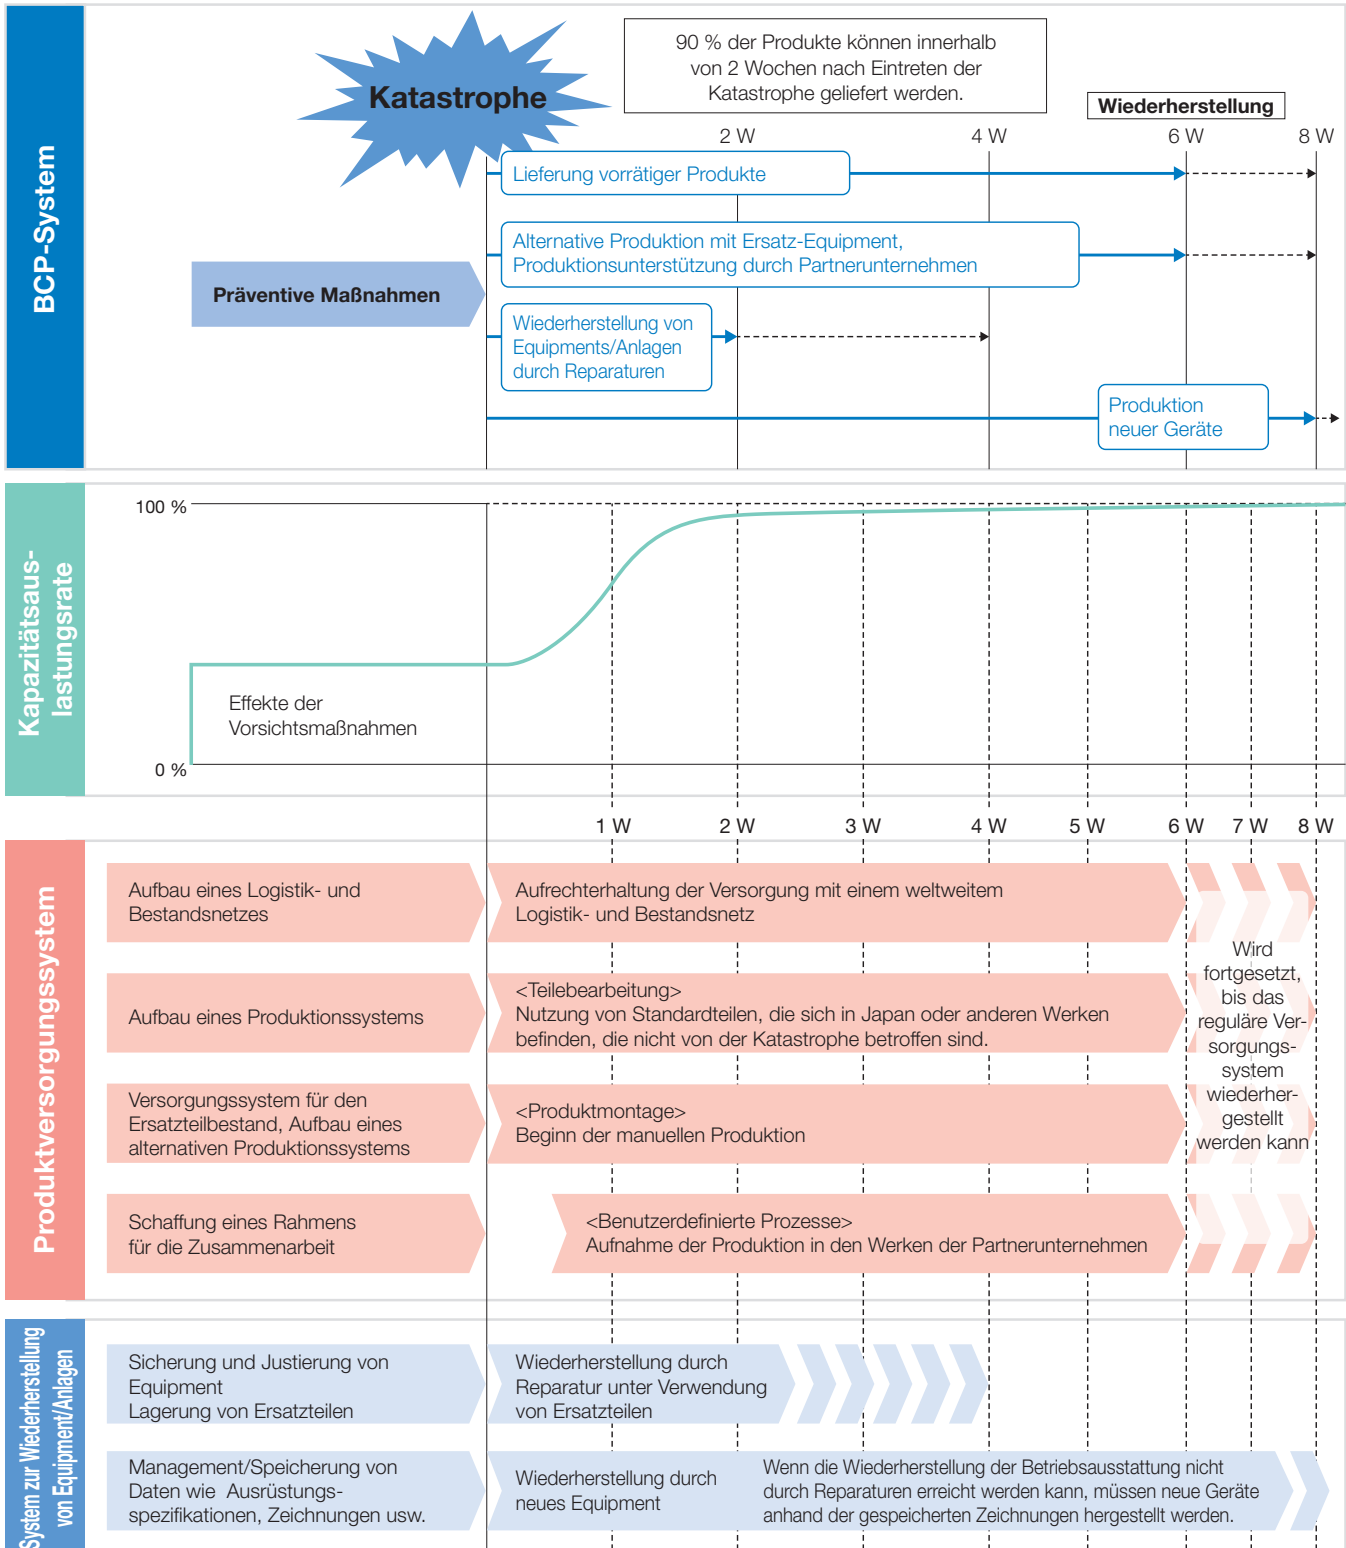 BCP-System
Katastrophe
90 % der Produkte können innerhalb
von 2 Wochen nach Eintreten der
Katastrophe geliefert werden.
Wiederherstellung
2 W
4 W
6 W
8 W
Lieferung vorrätiger Produkte
Alternative Produktion mit Ersatz-Equipment,
Produktionsunterstützung durch Partnerunternehmen
Präventive Maßnahmen
Wiederherstellung von
Equipments/Anlagen
durch Reparaturen
Produktion
neuer Geräte
Kapazitätsaus-
lastungsrate
100 %
Effekte der
Vorsichtsmaßnahmen
0 %
1 W
2 W
3 W
4 W
5 W
6 W
7 W
8 W
Produktversorgungssystem
Aufbau eines Logistik- und
Bestandsnetzes
Aufrechterhaltung der Versorgung mit einem weltweitem
Logistik- und Bestandsnetz
Aufbau eines Produktionssystems
<Teilebearbeitung>
Nutzung von Standardteilen, die sich in Japan oder anderen Werken
befinden, die nicht von der Katastrophe betroffen sind.
Versorgungssystem für den
Ersatzteilbestand, Aufbau eines
alternativen Produktionssystems
<Produktmontage>
Beginn der manuellen Produktion
Schaffung eines Rahmens
für die Zusammenarbeit
<Benutzerdefinierte Prozesse>
Aufnahme der Produktion in den Werken der Partnerunternehmen
Wird
fortgesetzt,
bis das
reguläre Ver-
sorgungs-
system
wiederher-
gestellt
werden kann
System zur Wiederherstellung
von Equipment/Anlagen
Sicherung und Justierung von
Equipment
Lagerung von Ersatzteilen
Wiederherstellung durch
Reparatur unter Verwendung
von Ersatzteilen
Management/Speicherung von
Daten wie Ausrüstungs-
spezifikationen, Zeichnungen usw.
Wiederherstellung durch
neues Equipment
Wenn die Wiederherstellung der Betriebsausstattung nicht
durch Reparaturen erreicht werden kann, müssen neue Geräte
anhand der gespeicherten Zeichnungen hergestellt werden.